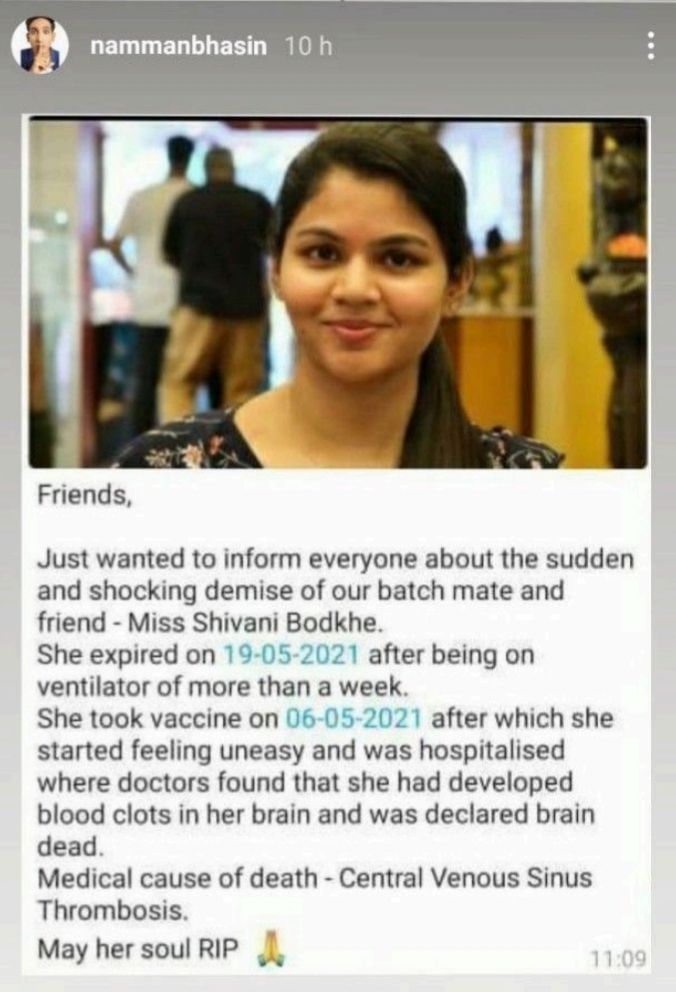 nammanbhasin 10 h
Friends,
Just wanted to inform everyone about the sudden
and shocking demise of our batch mate and
friend - Miss Shivani Bodkhe.
She expired on 19-05-2021 after being on
ventilator of more than a week.
She took vaccine on 06-05-2021 after which she
started feeling uneasy and was hospitalised
where doctors found that she had developed
blood clots in her brain and was declared brain
dead.
Medical cause of death - Central Venous Sinus
Thrombosis.
May her soul RIP 🙏
11:09